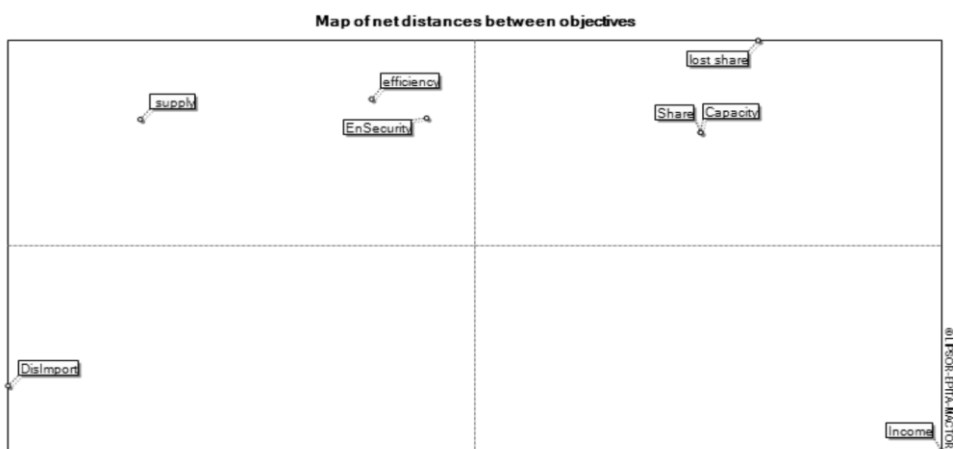 Map of net distances between objectives
lost share
efficiency
supply
Share
Capacity
EnSecurity
DisImport
Income
© LIPSOR-EPITA-MACTOR